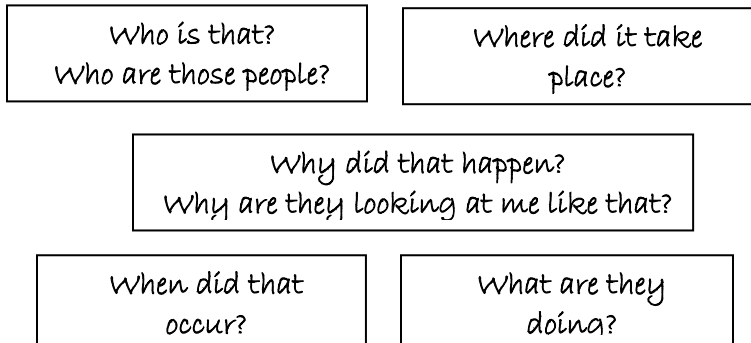 Who is that?
Who are those people?
Where did it take
place?
Why did that happen?
Why are they looking at me like that?
When did that
occur?
What are they
doing?